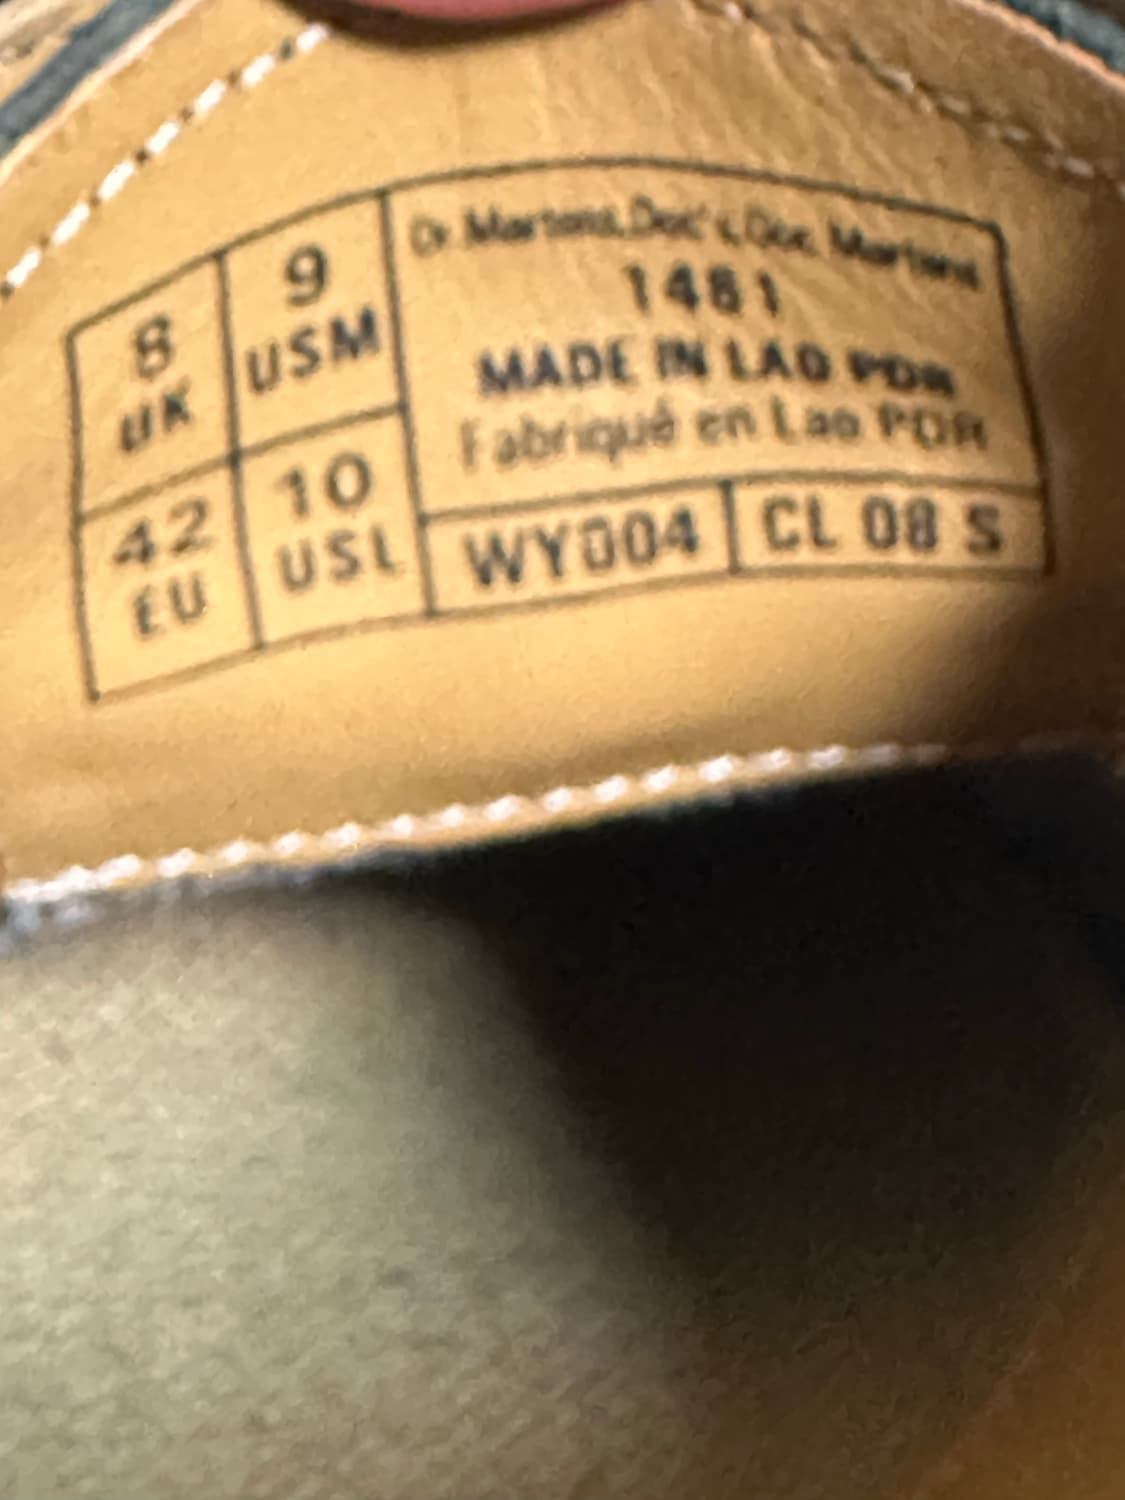 8
UK
9
USM
42
EU
10
USL
Dr. Martens, Doc's, Doc Martens
1461
MADE IN LAO PDR
Fabriqué en Lao PDR
WY004
CL 08 S